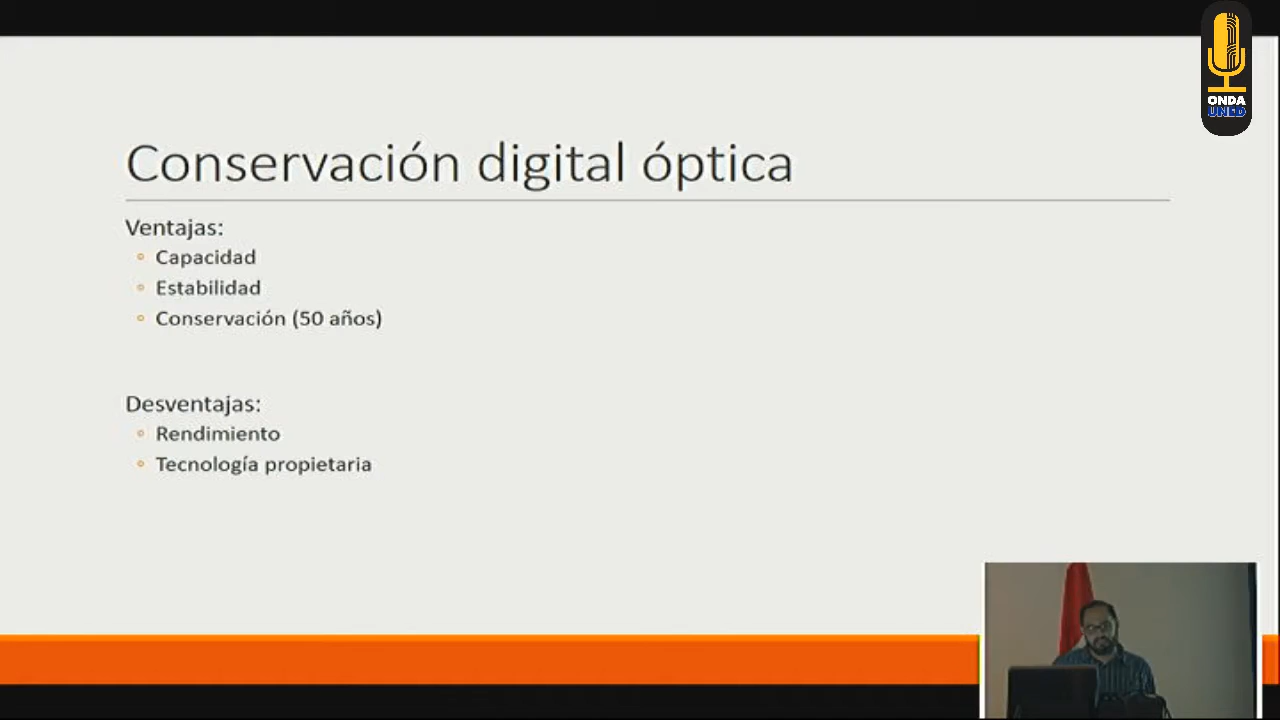 ONDA
UNED
Conservación digital óptica
Ventajas:
Capacidad
Estabilidad
Conservación (50 años)
Desventajas:
Rendimiento
Tecnología propietaria